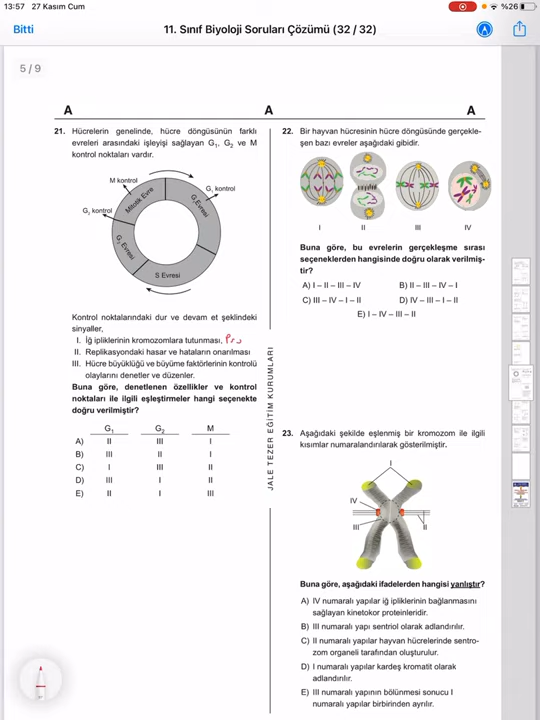 13:57 27 Kasım Cum
%26
Bitti
11. Sınıf Biyoloji Soruları Çözümü (32 / 32)
5 / 9
A
A
A
21. Hücrelerin genelinde, hücre döngüsünün farklı
evreleri arasındaki işleyişi sağlayan G1, G2 ve M
kontrol noktaları vardır.
M kontrol
G1 kontrol
G2 kontrol
Mitotik Evre
G1 Evresi
G2 Evresi
S Evresi
Kontrol noktalarındaki dur ve devam et şeklindeki
sinyaller,
I. İğ ipliklerinin kromozomlara tutunması,
II. Replikasyondaki hasar ve hataların onarılması
III. Hücre büyüklüğü ve büyüme faktörlerinin kontrolü
olaylarını denetler ve düzenler.
Buna göre, denetlenen özellikler ve kontrol
noktaları ile ilgili eşleştirmeler hangi seçenekte
doğru verilmiştir?
G1 G2 M
A) II III I
B) III II I
C) I III II
D) III I II
E) II I III
JALE TEZER EĞİTİM KURUMLARI
22. Bir hayvan hücresinin hücre döngüsünde gerçekle-
şen bazı evreler aşağıdaki gibidir.
I II III IV
Buna göre, bu evrelerin gerçekleşme sırası
seçeneklerden hangisinde doğru olarak verilmiş-
tir?
A) I – II – III – IV B) II – III – IV – I
C) III – IV – I – II D) IV – III – I – II
E) I – IV – III – II
23. Aşağıdaki şekilde eşlenmiş bir kromozom ile ilgili
kısımlar numaralandırılarak gösterilmiştir.
I
IV
III
II
Buna göre, aşağıdaki ifadelerden hangisi yanlıştır?
A) IV numaralı yapılar iğ ipliklerinin bağlanmasını
sağlayan kinetokor proteinleridir.
B) III numaralı yapı sentriol olarak adlandırılır.
C) II numaralı yapılar hayvan hücrelerinde sentro-
zom organeli tarafından oluşturulur.
D) I numaralı yapılar kardeş kromatit olarak
adlandırılır.
E) III numaralı yapının bölünmesi sonucu I
numaralı yapılar birbirinden ayrılır.